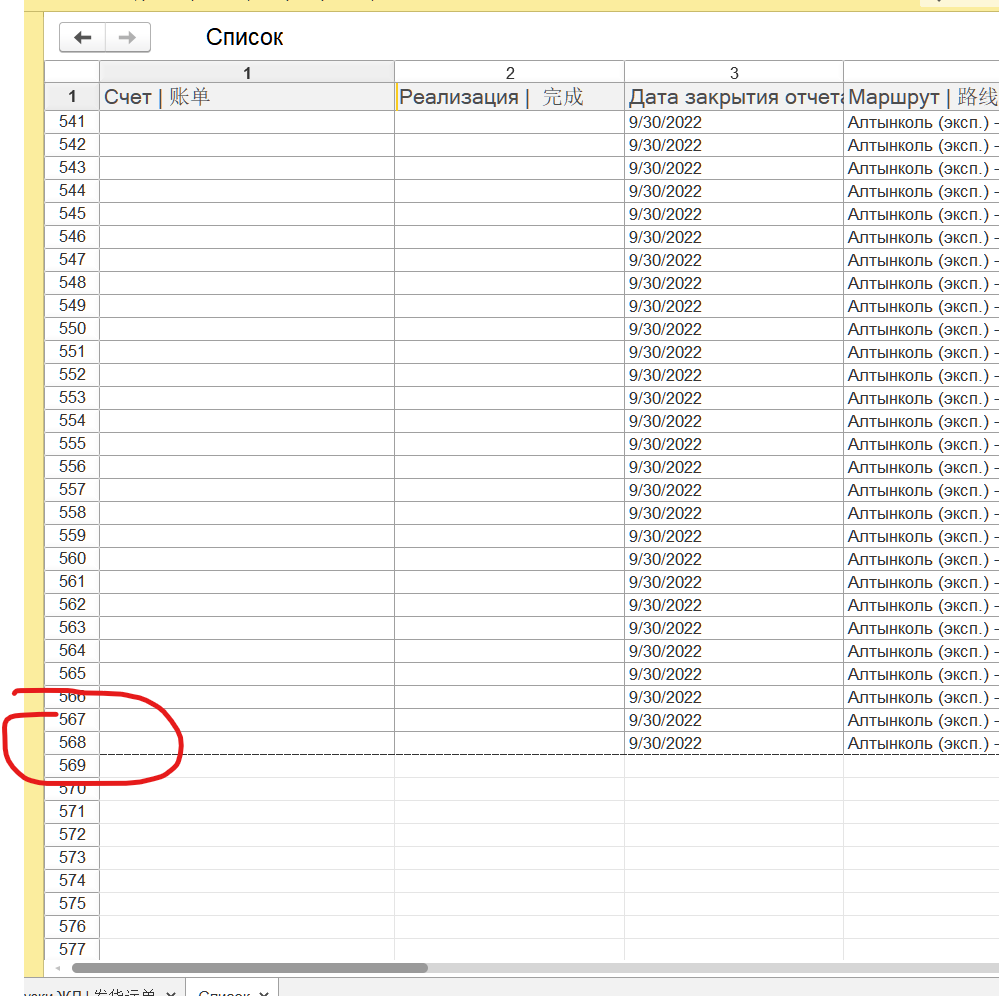 Список
1 2 3
1 Счет | 账单 Реализация | 完成 Дата закрытия отчета Маршрут | 路线
541 9/30/2022 Алтынколь (эксп.) -
542 9/30/2022 Алтынколь (эксп.) -
543 9/30/2022 Алтынколь (эксп.) -
544 9/30/2022 Алтынколь (эксп.) -
545 9/30/2022 Алтынколь (эксп.) -
546 9/30/2022 Алтынколь (эксп.) -
547 9/30/2022 Алтынколь (эксп.) -
548 9/30/2022 Алтынколь (эксп.) -
549 9/30/2022 Алтынколь (эксп.) -
550 9/30/2022 Алтынколь (эксп.) -
551 9/30/2022 Алтынколь (эксп.) -
552 9/30/2022 Алтынколь (эксп.) -
553 9/30/2022 Алтынколь (эксп.) -
554 9/30/2022 Алтынколь (эксп.) -
555 9/30/2022 Алтынколь (эксп.) -
556 9/30/2022 Алтынколь (эксп.) -
557 9/30/2022 Алтынколь (эксп.) -
558 9/30/2022 Алтынколь (эксп.) -
559 9/30/2022 Алтынколь (эксп.) -
560 9/30/2022 Алтынколь (эксп.) -
561 9/30/2022 Алтынколь (эксп.) -
562 9/30/2022 Алтынколь (эксп.) -
563 9/30/2022 Алтынколь (эксп.) -
564 9/30/2022 Алтынколь (эксп.) -
565 9/30/2022 Алтынколь (эксп.) -
566 9/30/2022 Алтынколь (эксп.) -
567 9/30/2022 Алтынколь (эксп.) -
568 9/30/2022 Алтынколь (эксп.) -
569
570
571
572
573
574
575
576
577
ЖД | 发货运单 × Список ×